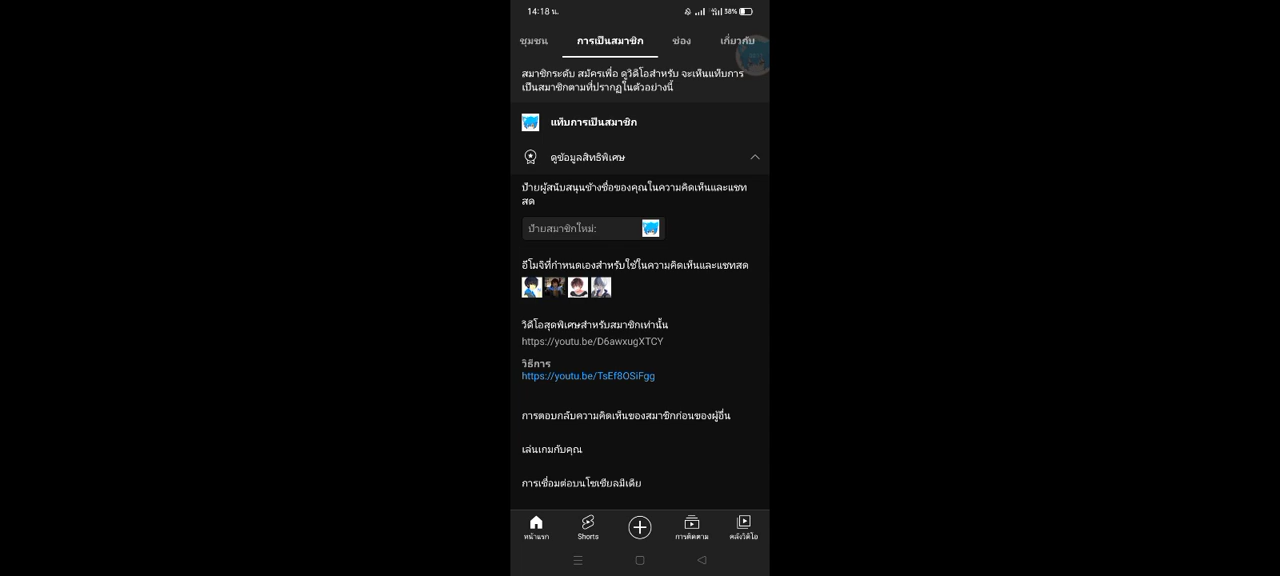 14:18 น.
58%
ชุมชน การเป็นสมาชิก ช่อง เกี่ยวกับ
สมาชิกระดับ สมัครเพื่อ ดูวิดีโอสำหรับ จะเห็นแท็บการ
เป็นสมาชิกตามที่ปรากฏในตัวอย่างนี้
แท็บการเป็นสมาชิก
ดูข้อมูลสิทธิพิเศษ
ป้ายผู้สนับสนุนข้างชื่อของคุณในความคิดเห็นและแชท
สด
ป้ายสมาชิกใหม่:
อีโมจิที่กำหนดเองสำหรับใช้ในความคิดเห็นและแชทสด
วิดีโอสุดพิเศษสำหรับสมาชิกเท่านั้น
https://youtu.be/D6awxugXTCY
วิธีการ
https://youtu.be/TsEf8OSiFgg
การตอบกลับความคิดเห็นของสมาชิกก่อนของผู้อื่น
เล่นเกมกับคุณ
การเชื่อมต่อบนโซเชียลมีเดีย
หน้าแรก Shorts การติดตาม คลังวิดีโอ